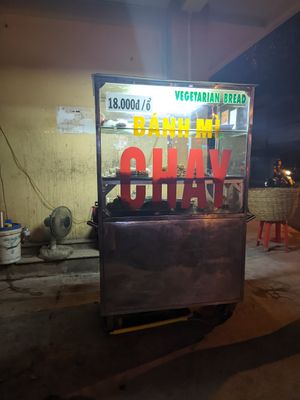 18.000đ/ổ
VEGETARIAN BREAD
BÁNH MÌ
CHAY